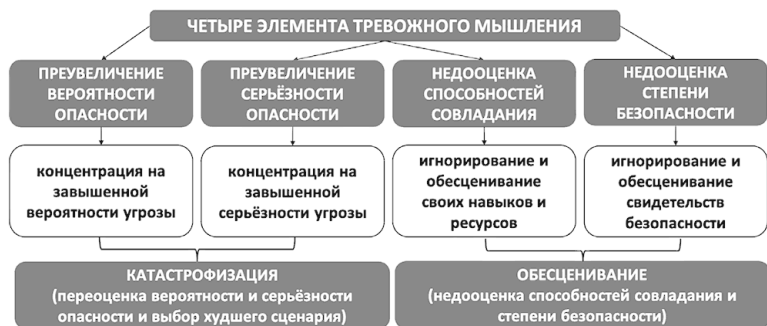 ЧЕТЫРЕ ЭЛЕМЕНТА ТРЕВОЖНОГО МЫШЛЕНИЯ
ПРЕУВЕЛИЧЕНИЕ
ВЕРОЯТНОСТИ
ОПАСНОСТИ
ПРЕУВЕЛИЧЕНИЕ
СЕРЬЁЗНОСТИ
ОПАСНОСТИ
НЕДООЦЕНКА
СПОСОБНОСТЕЙ
СОВЛАДАНИЯ
НЕДООЦЕНКА
СТЕПЕНИ
БЕЗОПАСНОСТИ
концентрация на
завышенной
вероятности угрозы
концентрация на
завышенной
серьёзности угрозы
игнорирование и
обесценивание
своих навыков и
ресурсов
игнорирование и
обесценивание
свидетельств
безопасности
КАТАСТРОФИЗАЦИЯ
(переоценка вероятности и серьёзности
опасности и выбор худшего сценария)
ОБЕСЦЕНИВАНИЕ
(недооценка способностей совладания и
степени безопасности)